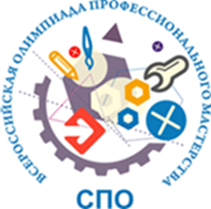 ВСЕРОССИЙСКАЯ ОЛИМПИАДА ПРОФЕССИОНАЛЬНОГО МАСТЕРСТВА
СПО